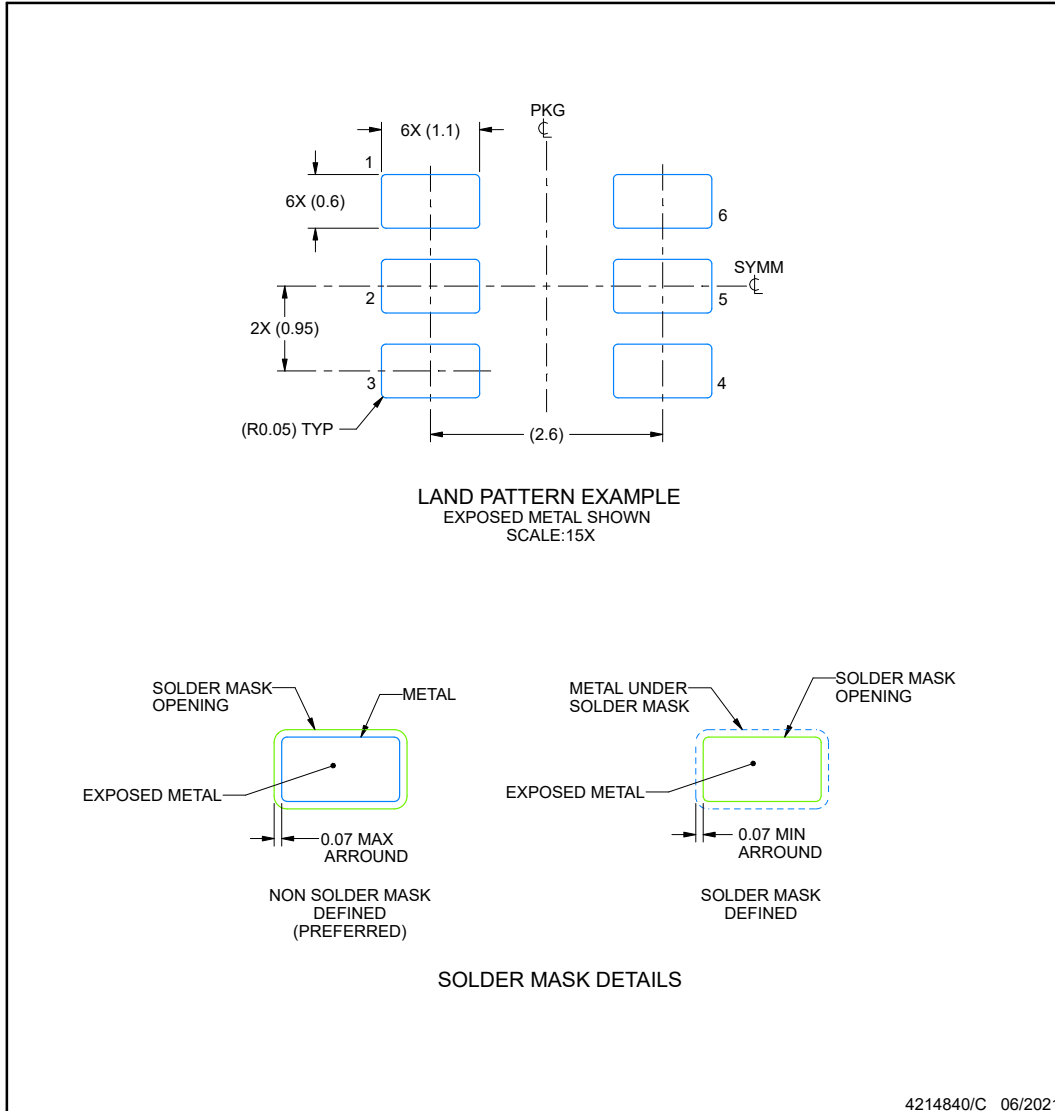 PKG
6X (1.1)
1
6X (0.6)
6
SYMM
2
5
2X (0.95)
3
4
(R0.05) TYP
(2.6)
LAND PATTERN EXAMPLE
EXPOSED METAL SHOWN
SCALE:15X
SOLDER MASK
OPENING
METAL
EXPOSED METAL
0.07 MAX
ARROUND
NON SOLDER MASK
DEFINED
(PREFERRED)
METAL UNDER
SOLDER MASK
SOLDER MASK
OPENING
EXPOSED METAL
0.07 MIN
ARROUND
SOLDER MASK
DEFINED
SOLDER MASK DETAILS
4214840/C 06/2021